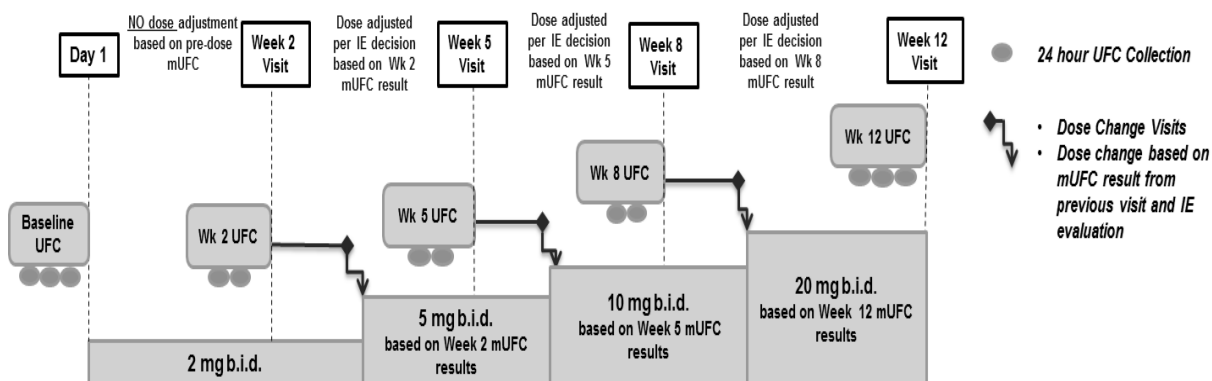 Day 1
NO dose adjustment
based on pre-dose
mUFC
Week 2
Visit
Dose adjusted
per IE decision
based on Wk 2
mUFC result
Week 5
Visit
Dose adjusted
per IE decision
based on Wk 5
mUFC result
Week 8
Visit
Dose adjusted
per IE decision
based on Wk 8
mUFC result
Week 12
Visit
24 hour UFC Collection
• Dose Change Visits
• Dose change based on
mUFC result from
previous visit and IE
evaluation
Baseline
UFC
Wk 2 UFC
Wk 5 UFC
Wk 8 UFC
Wk 12 UFC
2 mg b.i.d.
5 mg b.i.d.
based on Week 2 mUFC
results
10 mg b.i.d.
based on Week 5 mUFC
results
20 mg b.i.d.
based on Week 12 mUFC
results